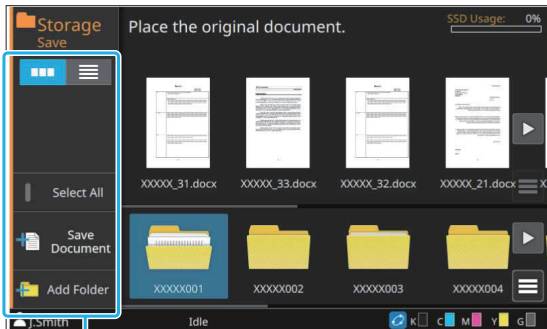 Storage
Save
Place the original document.
SSD Usage: 0%
XXXXX_31.docx
XXXXX_33.docx
XXXXX_32.docx
XXXXX_21.docx
X
Select All
Save
Document
Add Folder
XXXXX001
XXXXX002
XXXXX003
XXXXX004
J.Smith
Idle
K
C
M
Y
G